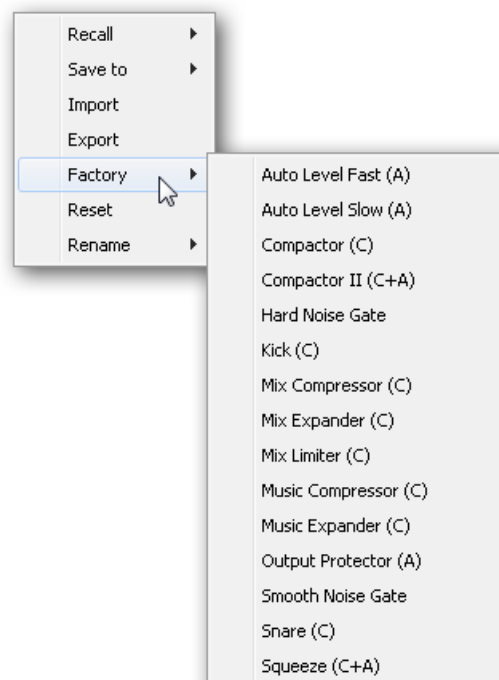 Recall
Save to
Import
Export
Factory
Reset
Rename
Auto Level Fast (A)
Auto Level Slow (A)
Compactor (C)
Compactor II (C+A)
Hard Noise Gate
Kick (C)
Mix Compressor (C)
Mix Expander (C)
Mix Limiter (C)
Music Compressor (C)
Music Expander (C)
Output Protector (A)
Smooth Noise Gate
Snare (C)
Squeeze (C+A)